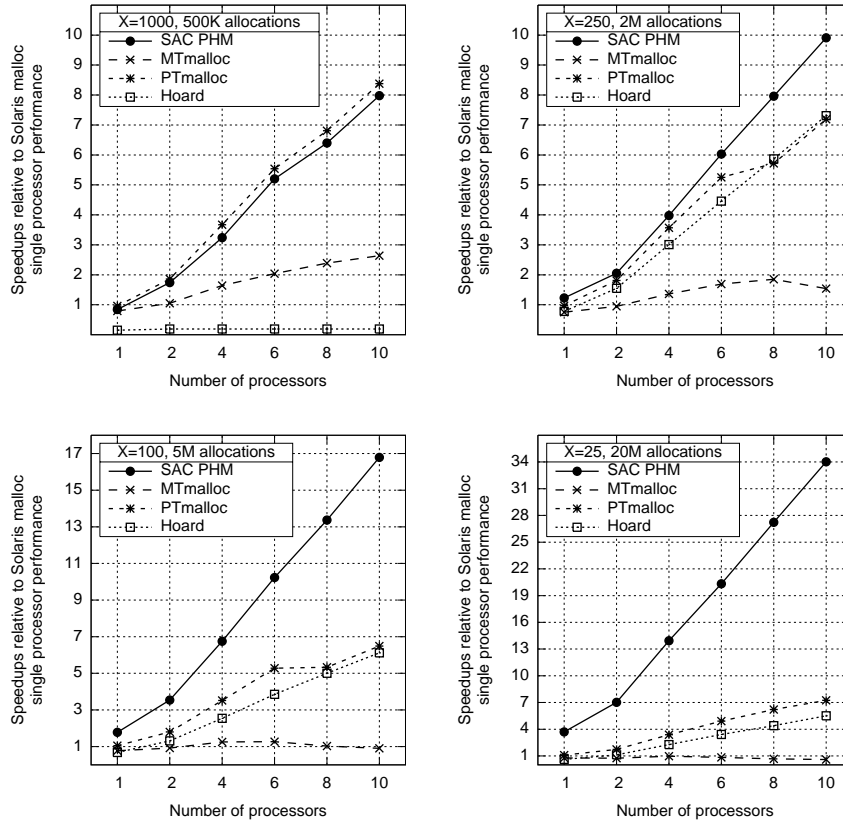 X=1000, 500K allocations
SAC PHM
MTmalloc
PTmalloc
Hoard
10
9
8
7
6
5
4
3
2
1
Speedups relative to Solaris malloc
single processor performance
1 2 4 6 8 10
Number of processors
X=250, 2M allocations
SAC PHM
MTmalloc
PTmalloc
Hoard
10
9
8
7
6
5
4
3
2
1
Speedups relative to Solaris malloc
single processor performance
1 2 4 6 8 10
Number of processors
X=100, 5M allocations
SAC PHM
MTmalloc
PTmalloc
Hoard
17
15
13
11
9
7
5
3
1
Speedups relative to Solaris malloc
single processor performance
1 2 4 6 8 10
Number of processors
X=25, 20M allocations
SAC PHM
MTmalloc
PTmalloc
Hoard
34
31
28
25
22
19
16
13
10
7
4
1
Speedups relative to Solaris malloc
single processor performance
1 2 4 6 8 10
Number of processors